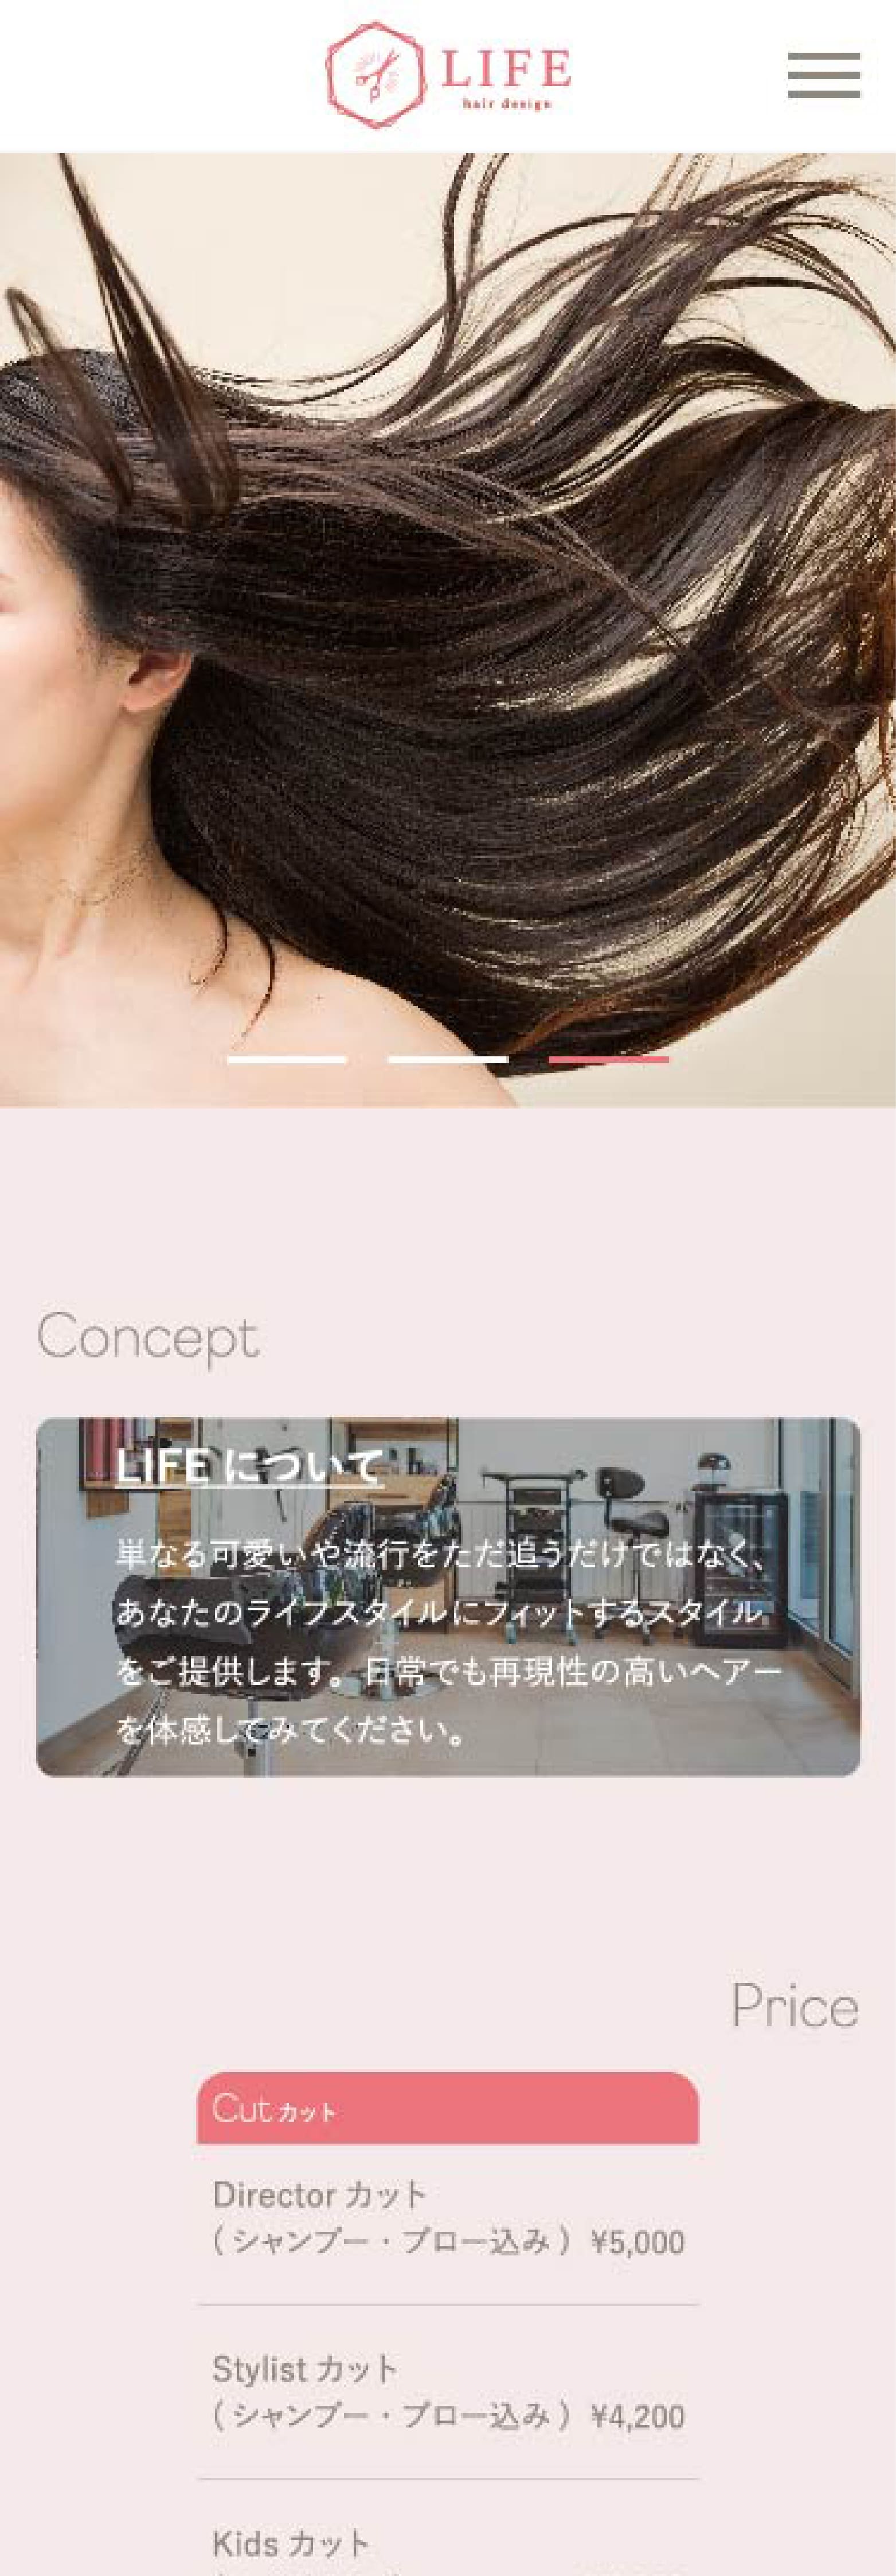 LIFE
hair design
Concept
LIFE について
単なる可愛いや流行をただ追うだけではなく、
あなたのライフスタイルにフィットするスタイル
をご提供します。日常でも再現性の高いヘアー
を体感してみてください。
Price
Cut カット
Director カット
( シャンプー・ブロー込み ) ¥5,000
Stylist カット
( シャンプー・ブロー込み ) ¥4,200
Kids カット